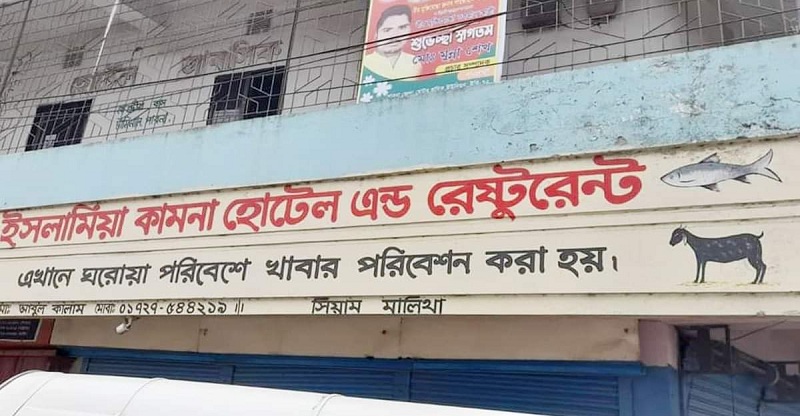 শুভেচ্ছা স্বাগতম
ইসলামিয়া কামনা হোটেল এন্ড রেষ্টুরেন্ট
এখানে ঘরোয়া পরিবেশে খাবার পরিবেশন করা হয়।
মোঃ আবুল কালাম মোবাঃ ০১৭২৭-৫৪৪২১৯ ॥ সিয়াম মালিথা